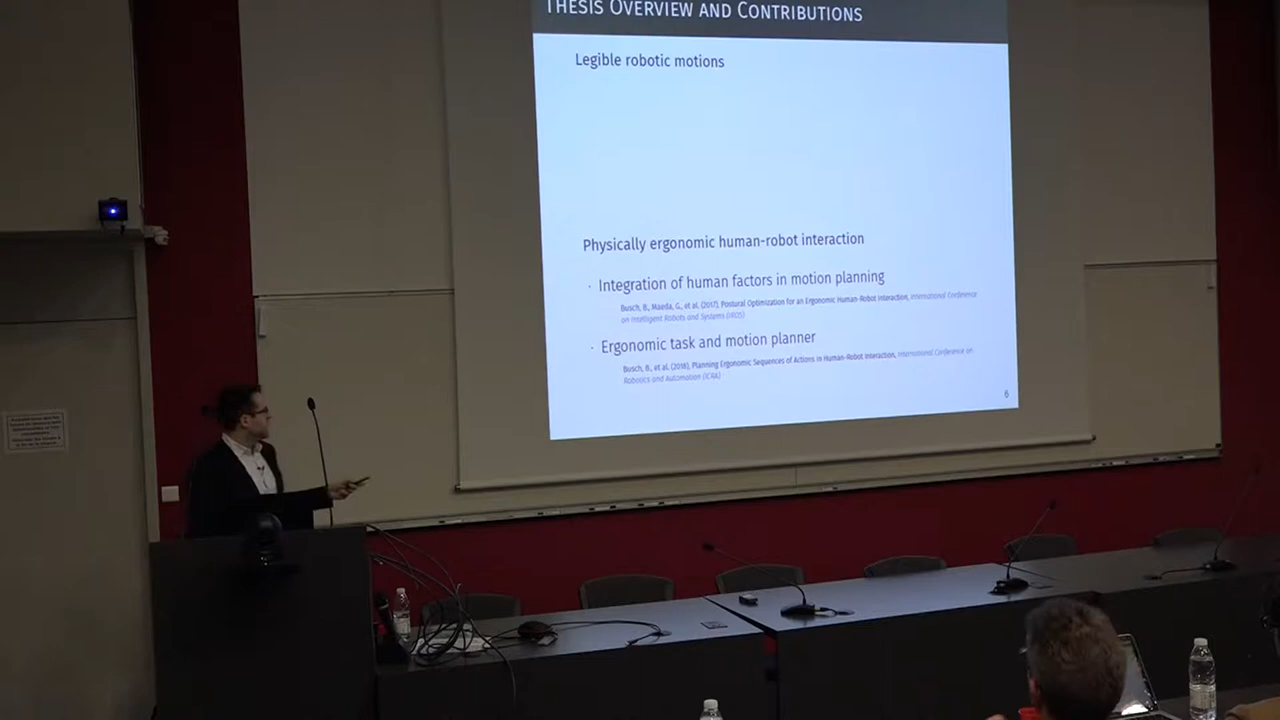 THESIS OVERVIEW AND CONTRIBUTIONS
Legible robotic motions
Physically ergonomic human-robot interaction
· Integration of human factors in motion planning
Busch, B., Maeda, G., et al. (2017), Postural Optimization for an Ergonomic Human-Robot Interaction, International Conference
on Intelligent Robots and Systems (IROS)
· Ergonomic task and motion planner
Busch, B., et al. (2018), Planning Ergonomic Sequences of Actions in Human-Robot Interaction, International Conference on
Robotics and Automation (ICRA)
6